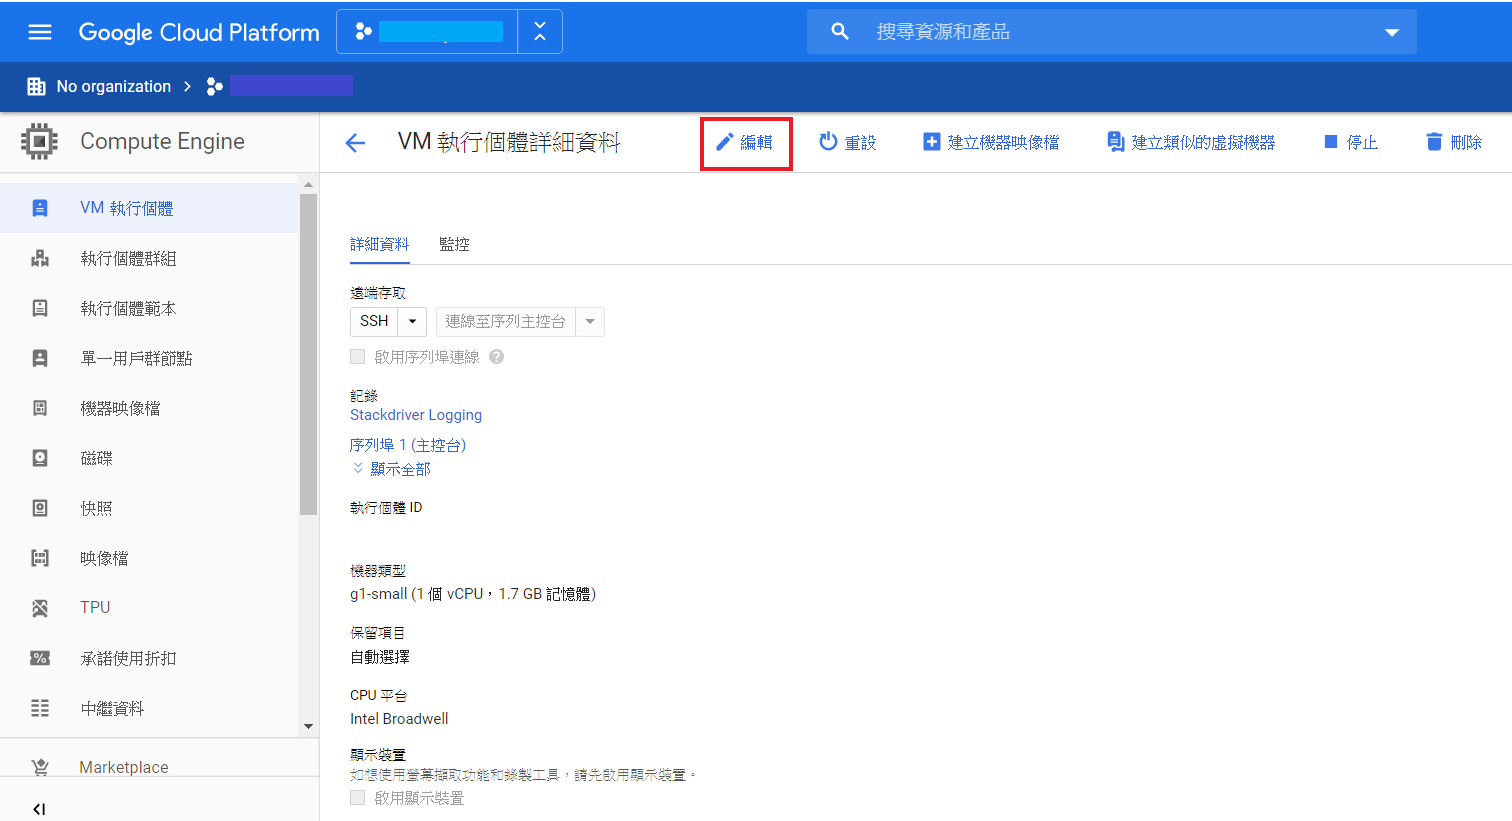 Google Cloud Platform
搜尋資源和產品
No organization
Compute Engine
VM 執行個體詳細資料
編輯
重設
建立機器映像檔
建立類似的虛擬機器
停止
刪除
VM 執行個體
執行個體群組
執行個體範本
單一用戶群節點
機器映像檔
磁碟
快照
映像檔
TPU
承諾使用折扣
中繼資料
Marketplace
詳細資料
監控
遠端存取
SSH
連線至序列主控台
啟用序列埠連線
記錄
Stackdriver Logging
序列埠 1 (主控台)
顯示全部
執行個體 ID
機器類型
g1-small (1 個 vCPU，1.7 GB 記憶體)
保留項目
自動選擇
CPU 平台
Intel Broadwell
顯示裝置
如想使用螢幕擷取功能和錄製工具，請先啟用顯示裝置。
啟用顯示裝置